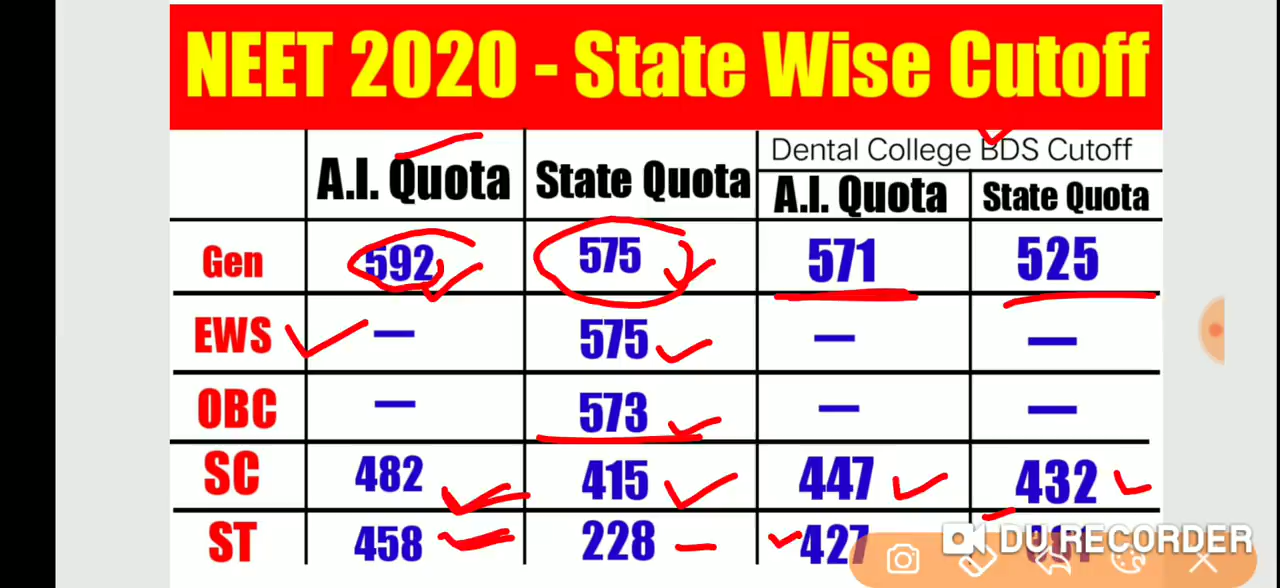 NEET 2020 - State Wise Cutoff
A.I. Quota State Quota Dental College BDS Cutoff
A.I. Quota State Quota
Gen 592 575 571 525
EWS — 575 — —
OBC — 573 — —
SC 482 415 447 432
ST 458 228 427
DU RECORDER